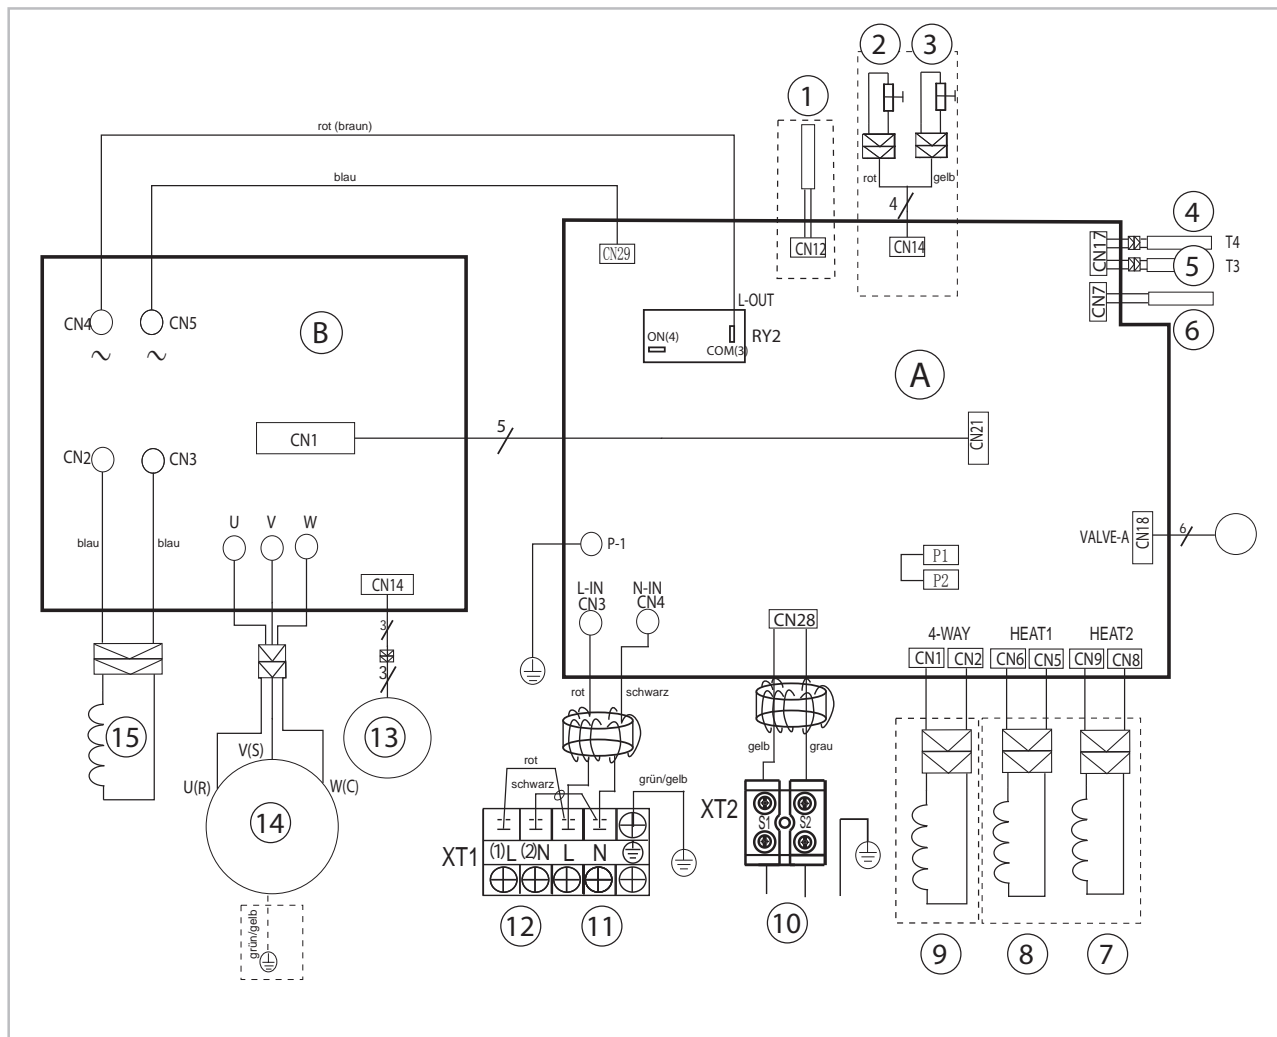 2
3
1
rot (braun)
blau
rot
gelb
4
4
T4
CN17
5
T3
CN29
CN12
CN14
CN7
6
L-OUT
CN4
CN5
~
~
B
ON(4)
COM(3)
RY2
A
CN1
5
CN21
CN2
CN3
U
V
W
blau
blau
CN14
P-1
P1
P2
VALVE-A
CN18
6
L-IN
CN3
N-IN
CN4
CN28
4-WAY
HEAT1
HEAT2
CN1
CN2
CN6
CN5
CN9
CN8
3
3
rot
schwarz
15
13
V(S)
U(R)
W(C)
14
gelb
grau
rot
schwarz
grün/gelb
XT1
(1)L
(2)N
L
N
XT2
S1
S2
grün/gelb
12
11
10
9
8
7